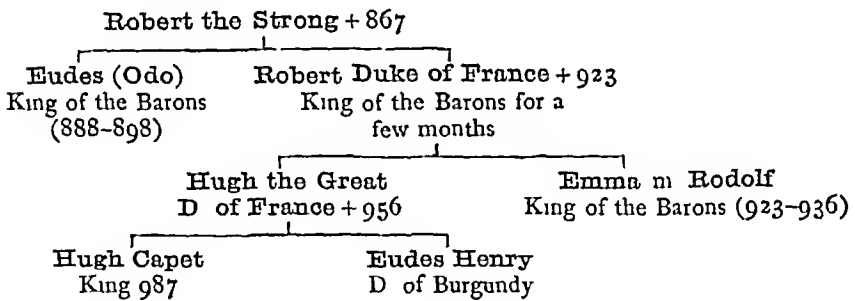 Robert the Strong + 867
Eudes (Odo)
King of the Barons
(888-898)
Robert Duke of France + 923
King of the Barons for a
few months
Hugh the Great
D of France + 956
Emma m Rodolf
King of the Barons (923-936)
Hugh Capet
King 987
Eudes Henry
D of Burgundy